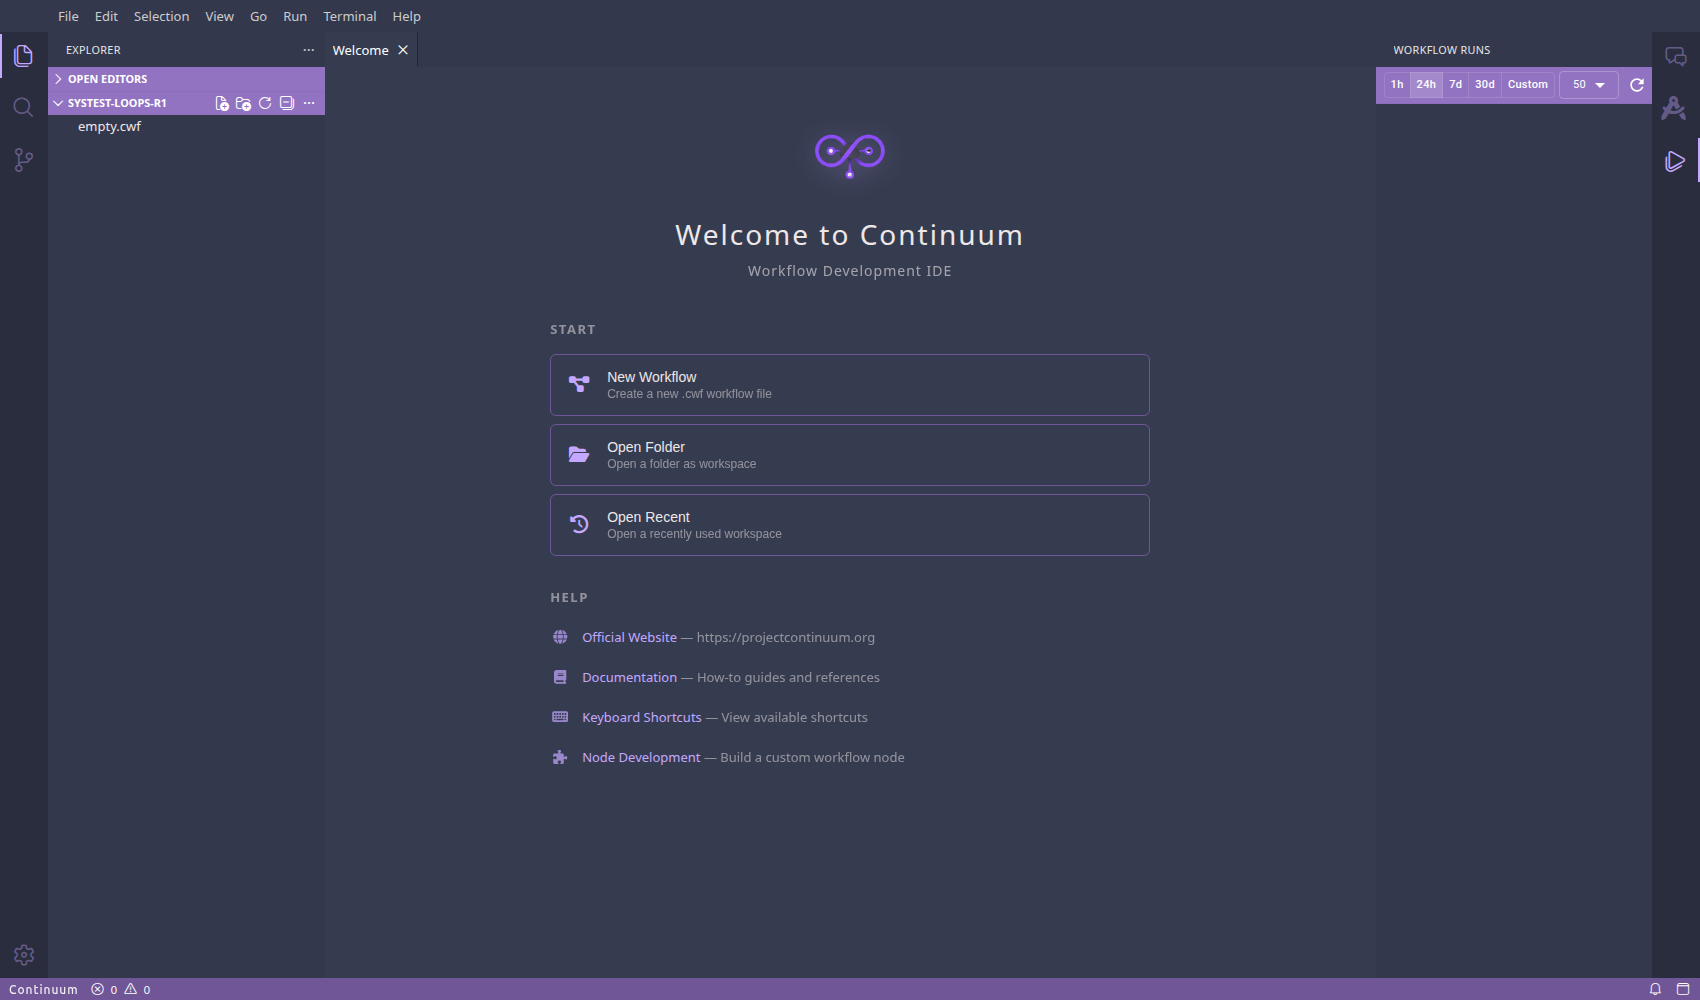 File Edit Selection View Go Run Terminal Help
EXPLORER
OPEN EDITORS
SYSTEST-LOOPS-R1
empty.cwf
Welcome
Welcome to Continuum
Workflow Development IDE
START
New Workflow
Create a new .cwf workflow file
Open Folder
Open a folder as workspace
Open Recent
Open a recently used workspace
HELP
Official Website — https://projectcontinuum.org
Documentation — How-to guides and references
Keyboard Shortcuts — View available shortcuts
Node Development — Build a custom workflow node
WORKFLOW RUNS
1h 24h 7d 30d Custom 50
Continuum 0 0